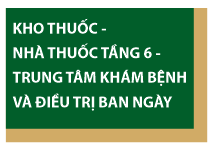 KHO THUỐC -
NHÀ THUỐC TẦNG 6 -
TRUNG TÂM KHÁM BỆNH
VÀ ĐIỀU TRỊ BAN NGÀY